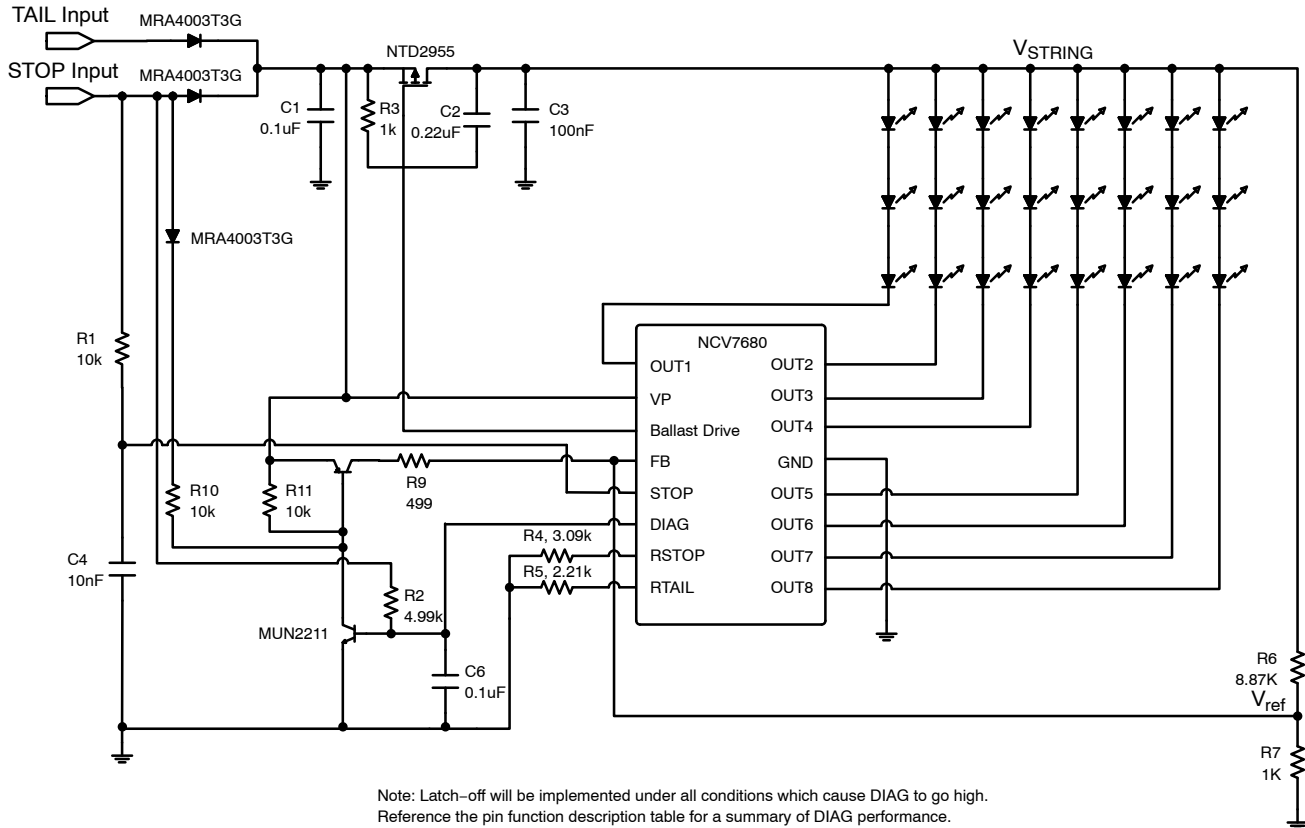 TAIL Input
MRA4003T3G
STOP Input
MRA4003T3G
NTD2955
VSTRING
C1
0.1uF
R3
1k
C2
0.22uF
C3
100nF
MRA4003T3G
R1
10k
NCV7680
OUT1
OUT2
VP
OUT3
Ballast Drive
OUT4
FB
GND
STOP
OUT5
DIAG
OUT6
RSTOP
OUT7
RTAIL
OUT8
R9
499
R10
10k
R11
10k
R4, 3.09k
R5, 2.21k
C4
10nF
R2
4.99k
MUN2211
C6
0.1uF
R6
8.87K
Vref
R7
1K
Note: Latch−off will be implemented under all conditions which cause DIAG to go high.
Reference the pin function description table for a summary of DIAG performance.